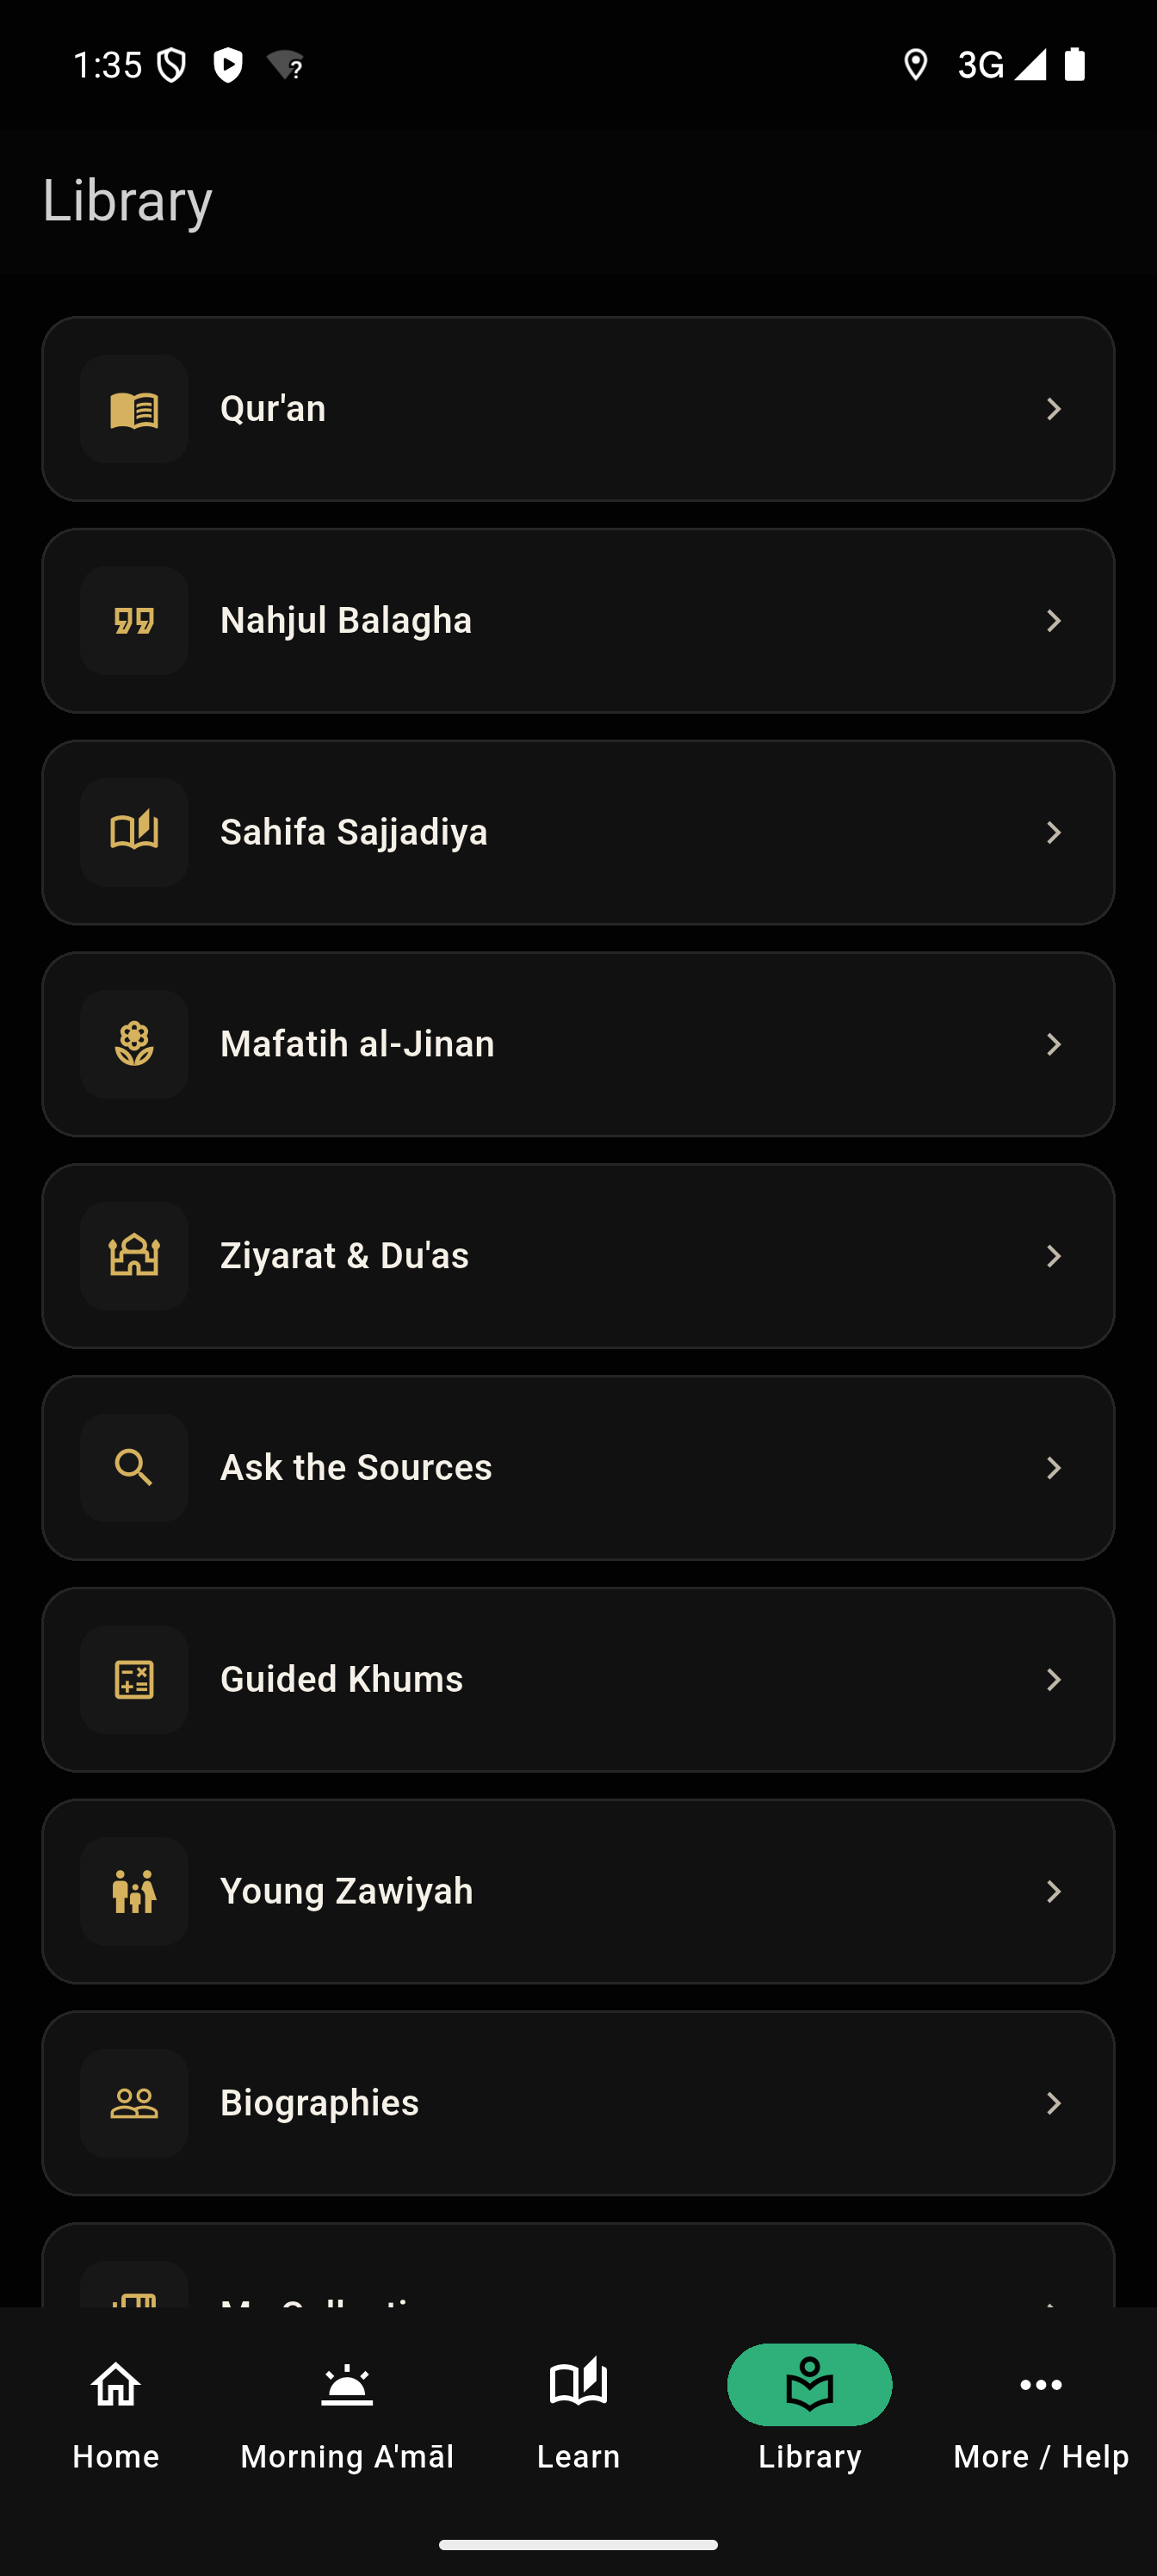 1:35
3G
Library
Qur'an
Nahjul Balagha
Sahifa Sajjadiya
Mafatih al-Jinan
Ziyarat & Du'as
Ask the Sources
Guided Khums
Young Zawiyah
Biographies
Home
Morning A'māl
Learn
Library
More / Help